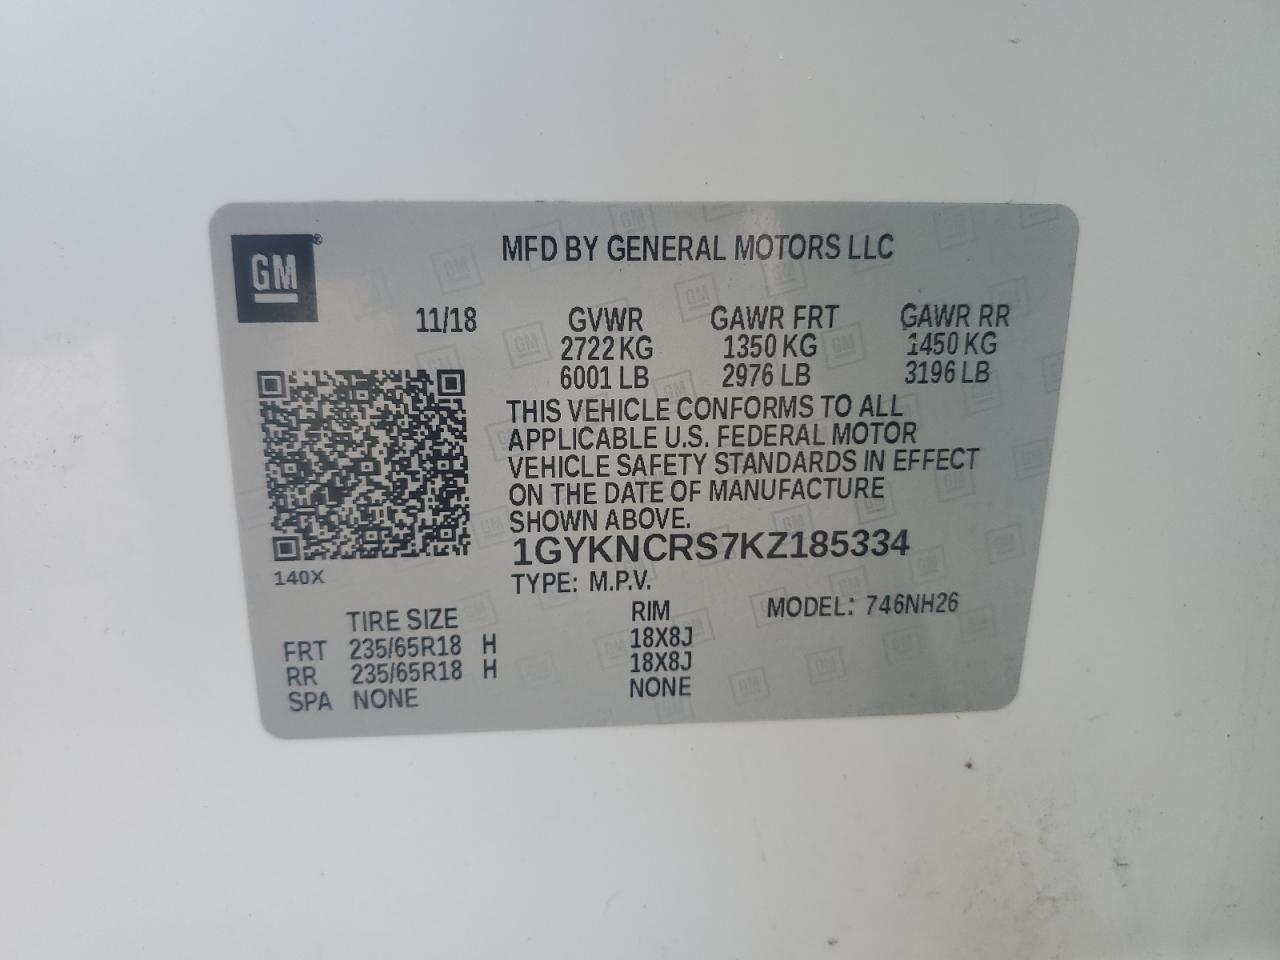 GM®
MFD BY GENERAL MOTORS LLC
11/18 GVWR GAWR FRT GAWR RR
2722 KG 1350 KG 1450 KG
6001 LB 2976 LB 3196 LB
THIS VEHICLE CONFORMS TO ALL
APPLICABLE U.S. FEDERAL MOTOR
VEHICLE SAFETY STANDARDS IN EFFECT
ON THE DATE OF MANUFACTURE
SHOWN ABOVE.
1GYKNCRS7KZ185334
140X
TYPE: M.P.V.
TIRE SIZE RIM MODEL: 746NH26
FRT 235/65R18 H 18X8J
RR 235/65R18 H 18X8J
SPA NONE NONE